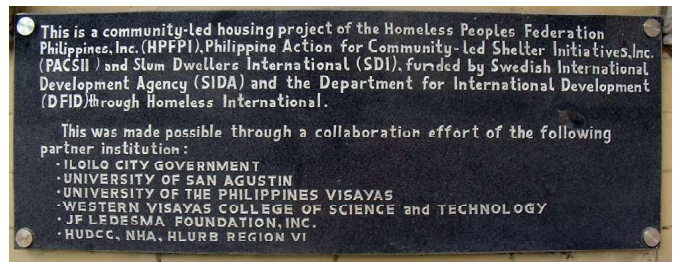 This is a community-led housing project of the Homeless Peoples Federation
Philippines, Inc. (HPFPI), Philippine Action for Community-led Shelter Initiatives, Inc.
(PACSII) and Slum Dwellers International (SDI), funded by Swedish International
Development Agency (SIDA) and the Department for International Development
(DFID) through Homeless International.
This was made possible through a collaboration effort of the following
partner institution:
· ILOILO CITY GOVERNMENT
· UNIVERSITY OF SAN AGUSTIN
· UNIVERSITY OF THE PHILIPPINES VISAYAS
· WESTERN VISAYAS COLLEGE OF SCIENCE and TECHNOLOGY
· JF LEDESMA FOUNDATION, INC.
· HUDCC, NHA, HLURB REGION VI